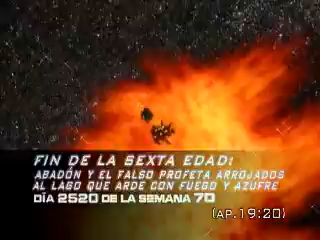 FIN DE LA SEXTA EDAD:
ABADÓN Y EL FALSO PROFETA ARROJADOS
AL LAGO QUE ARDE CON FUEGO Y AZUFRE
DÍA 2520 DE LA SEMANA 70
(AP.19:20)